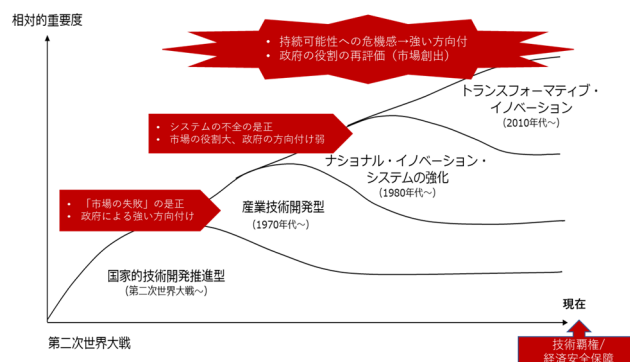 相対的重要度
• 持続可能性への危機感→強い方向付
• 政府の役割の再評価（市場創出）
トランスフォーマティブ・
イノベーション
(2010年代～)
• システムの不全の是正
• 市場の役割大、政府の方向付け弱
ナショナル・イノベーション・
システムの強化
(1980年代～)
• 「市場の失敗」の是正
• 政府による強い方向付け
産業技術開発型
(1970年代～)
国家的技術開発推進型
(第二次世界大戦～)
現在
第二次世界大戦
技術覇権/
経済安全保障